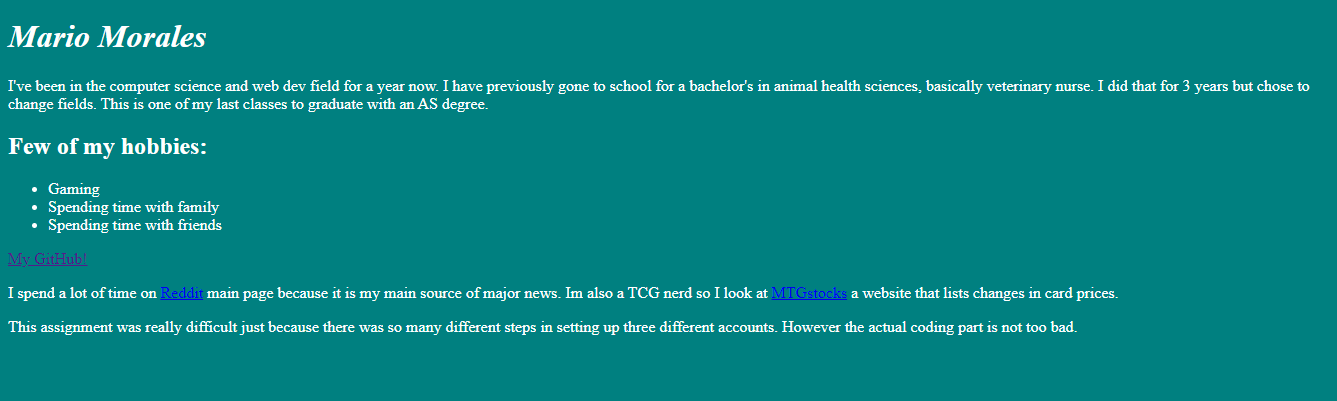 Mario Morales
I've been in the computer science and web dev field for a year now. I have previously gone to school for a bachelor's in animal health sciences, basically veterinary nurse. I did that for 3 years but chose to
change fields. This is one of my last classes to graduate with an AS degree.
Few of my hobbies:
• Gaming
• Spending time with family
• Spending time with friends
My GitHub!
I spend a lot of time on Reddit main page because it is my main source of major news. Im also a TCG nerd so I look at MTGstocks a website that lists changes in card prices.
This assignment was really difficult just because there was so many different steps in setting up three different accounts. However the actual coding part is not too bad.